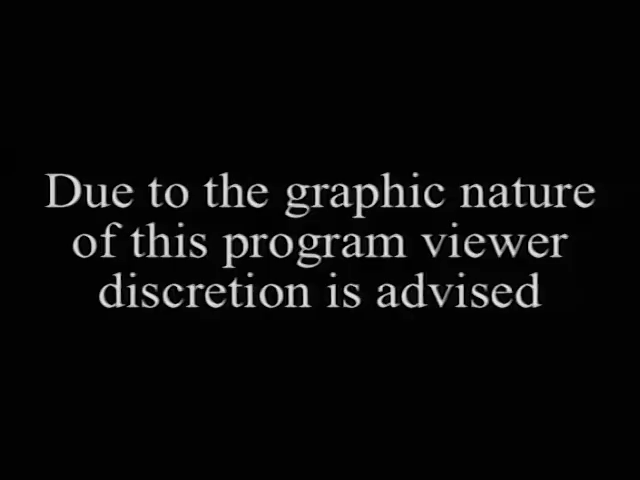 Due to the graphic nature
of this program viewer
discretion is advised